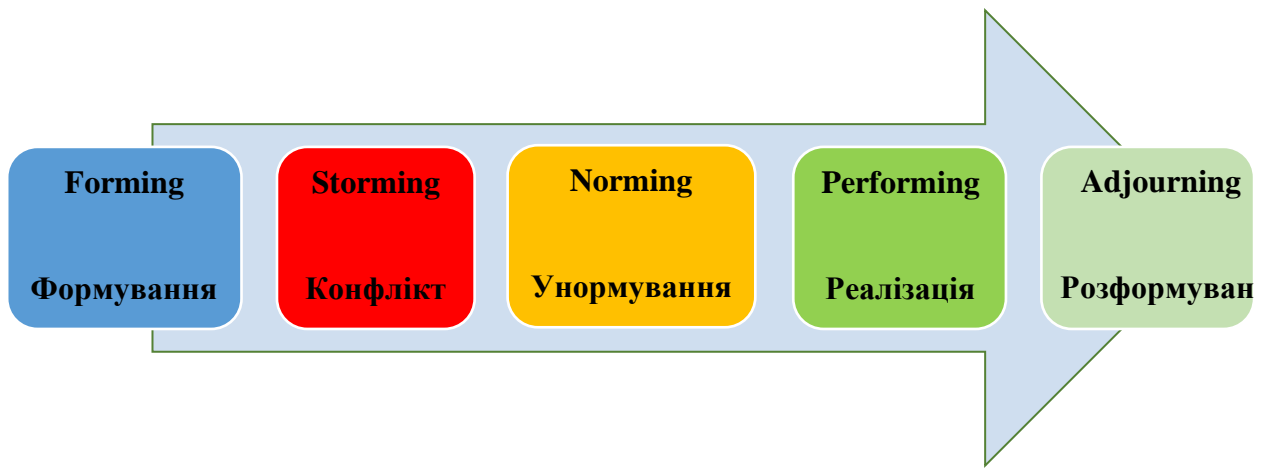 Forming
Формування
Storming
Конфлікт
Norming
Унормування
Performing
Реалізація
Adjourning
Розформуван